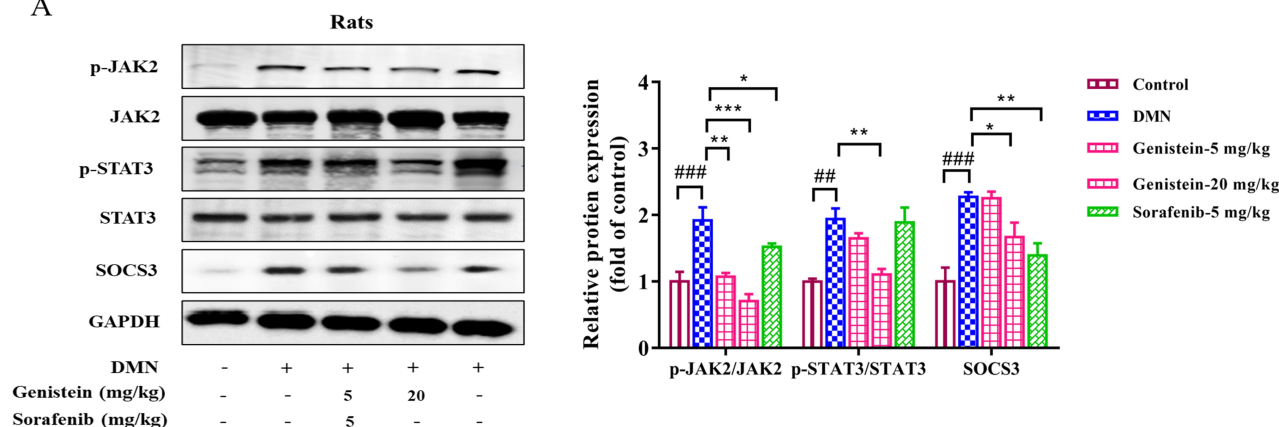 A
Rats
p-JAK2
JAK2
p-STAT3
STAT3
SOCS3
GAPDH
DMN - + + + +
Genistein (mg/kg) - - 5 20 -
Sorafenib (mg/kg) - - 5 - -
Relative protien expression
(fold of control)
4
3
2
1
0
### ** *** *
## **
### * **
p-JAK2/JAK2 p-STAT3/STAT3 SOCS3
Control
DMN
Genistein-5 mg/kg
Genistein-20 mg/kg
Sorafenib-5 mg/kg